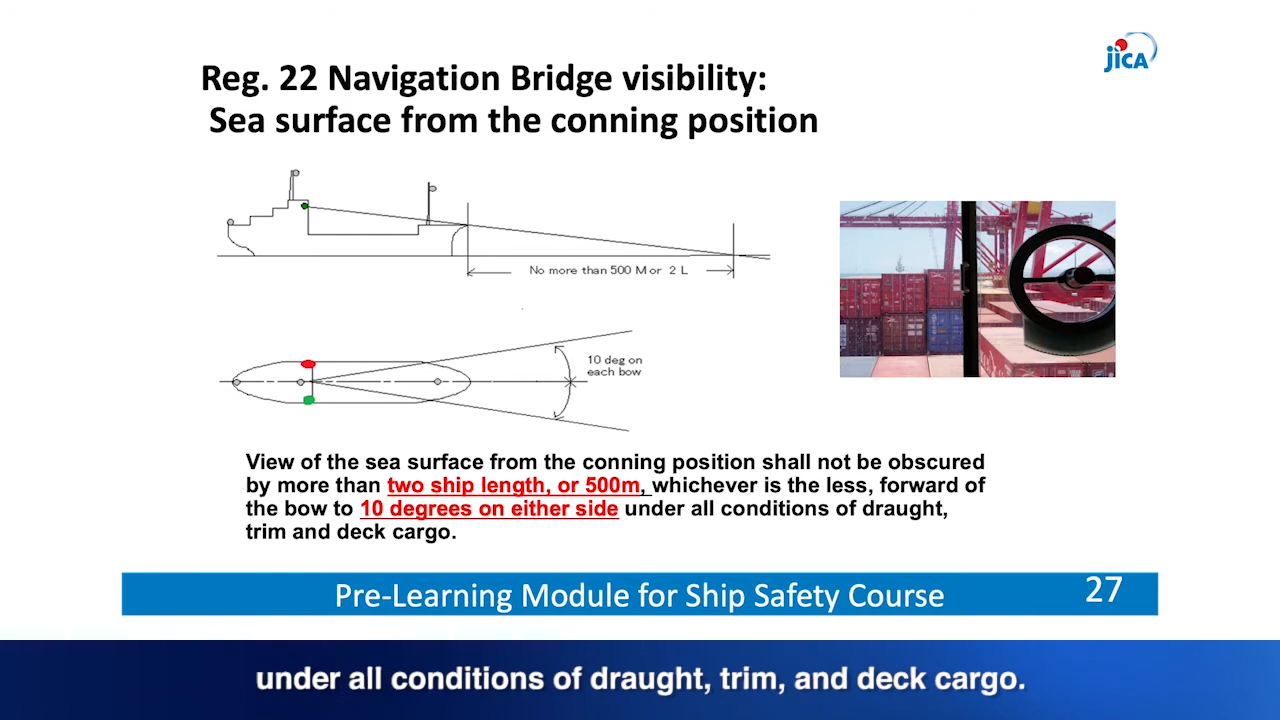 jICA
Reg. 22 Navigation Bridge visibility:
Sea surface from the conning position
No more than 500 M or 2 L
10 deg on
each bow
View of the sea surface from the conning position shall not be obscured
by more than two ship length, or 500m, whichever is the less, forward of
the bow to 10 degrees on either side under all conditions of draught,
trim and deck cargo.
Pre-Learning Module for Ship Safety Course
27
under all conditions of draught, trim, and deck cargo.